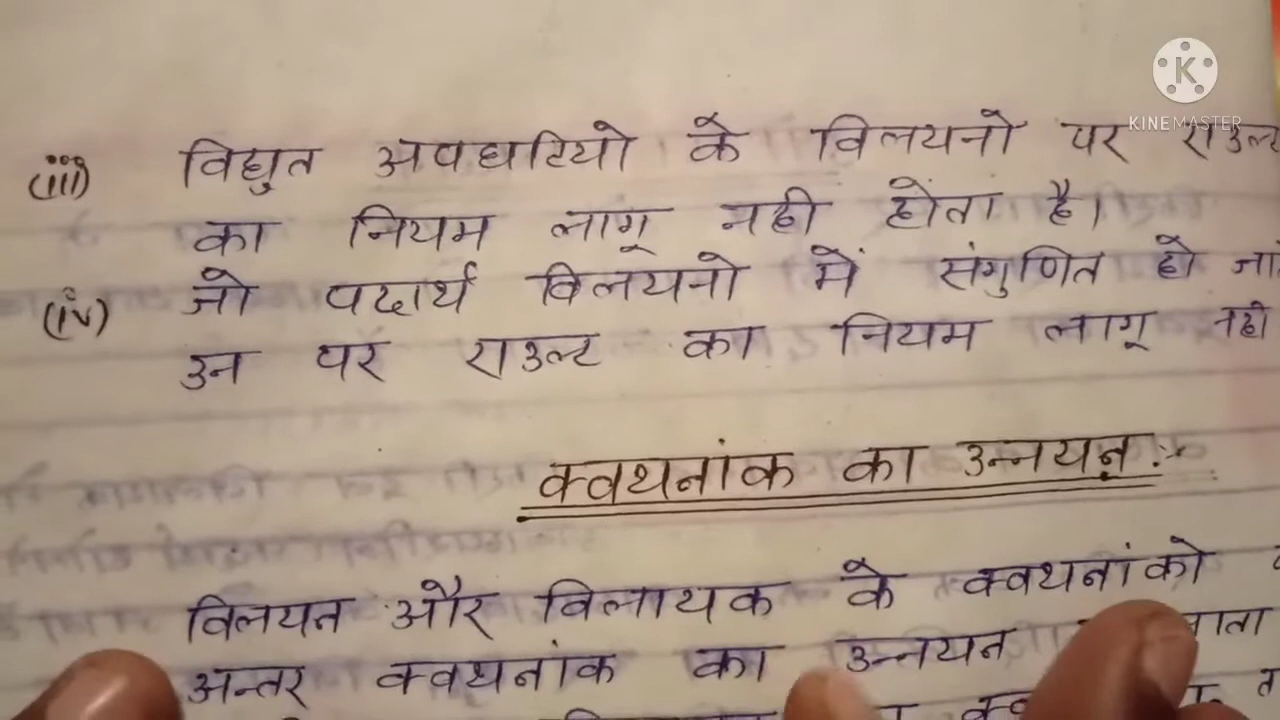 K
KINEMASTER
(iii) विद्युत अपघटियो के विलयनो पर राउल्ट
का नियम लागू नही होता है।
(iv) जो पदार्थ विलयनो में संगुणित हो
उन पर राउल्ट का नियम लागू नही
क्वथनांक का उन्नयन :-
विलयन और विलायक के क्वथनांको
अन्तर क्वथनांक का उन्नयन